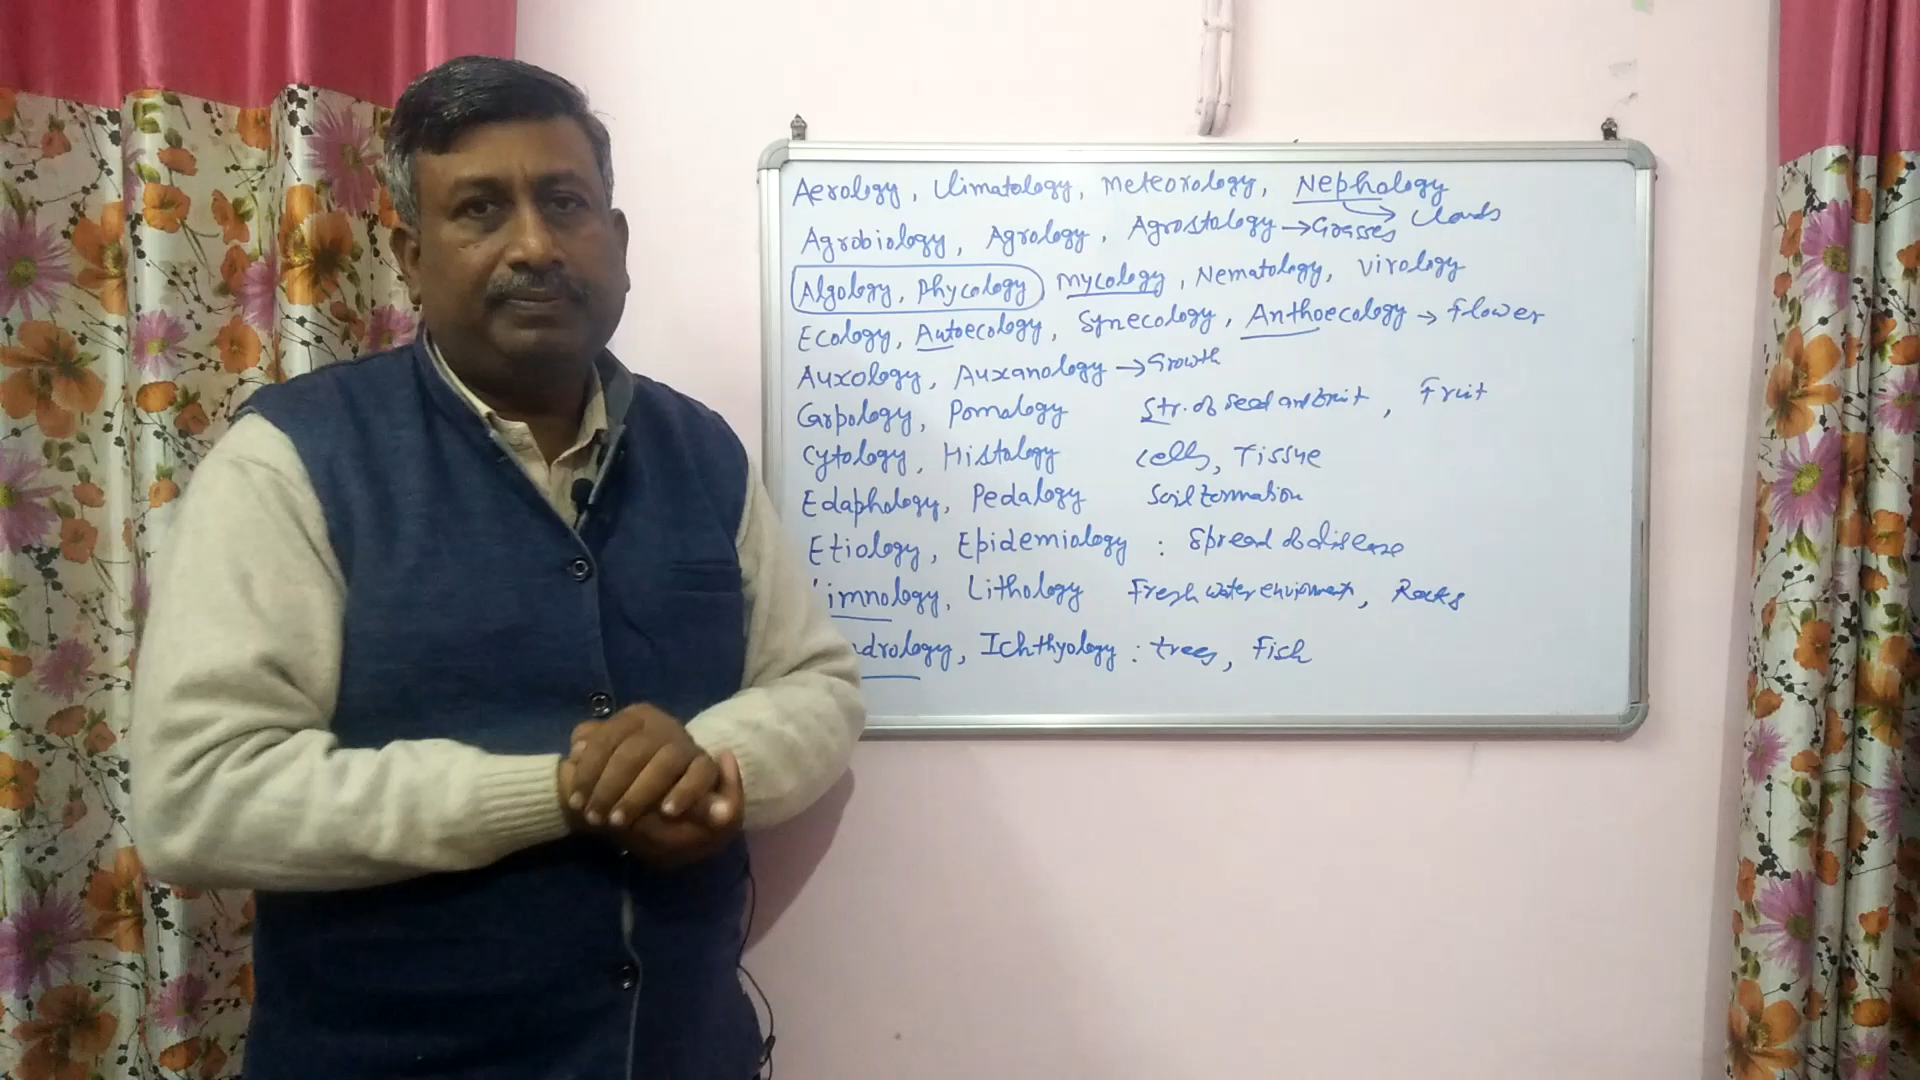 Aerology, Climatology, Meteorology, Nephology
→ Clouds
Agrobiology, Agrology, Agrostology → Grasses
Algology, Phycology Mycology, Nematology, Virology
Ecology, Autoecology, Synecology, Anthoecology → Flower
Auxology, Auxanology → Growth
Carpology, Pomology Str. of seed and fruit, Fruit
Cytology, Histology cells, Tissue
Edaphology, Pedalogy Soil formation
Etiology, Epidemiology : Spread of disease
imnology, Lithology Fresh water, Rocks
drology, Ichthyology : trees, Fish